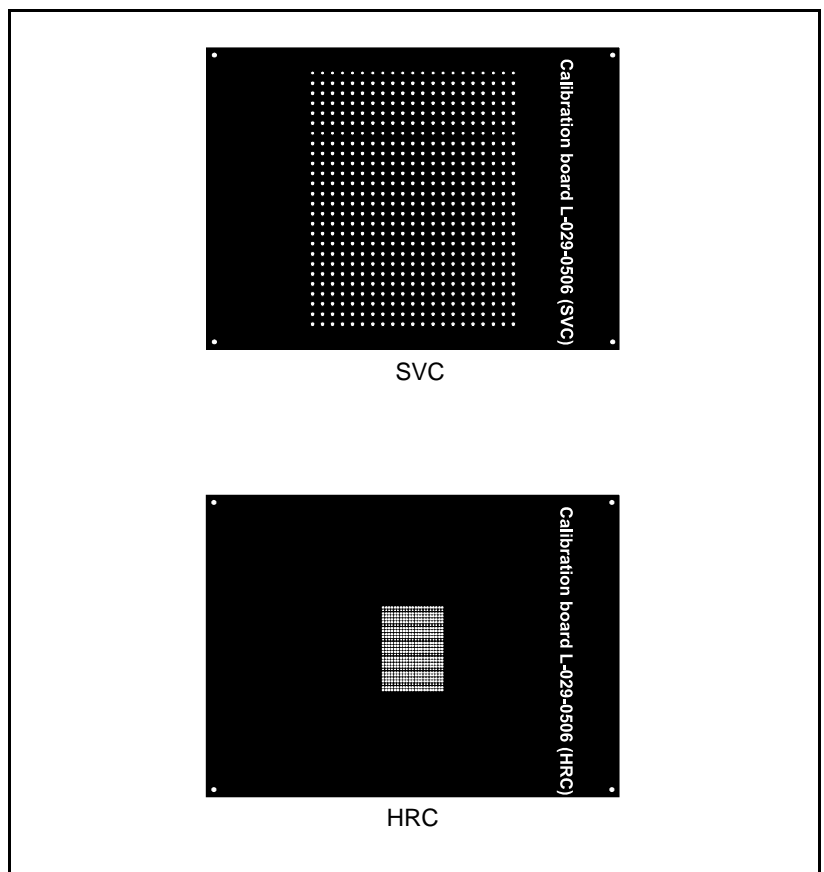 Calibration board L-029-0506 (SVC)
SVC
Calibration board L-029-0506 (HRC)
HRC